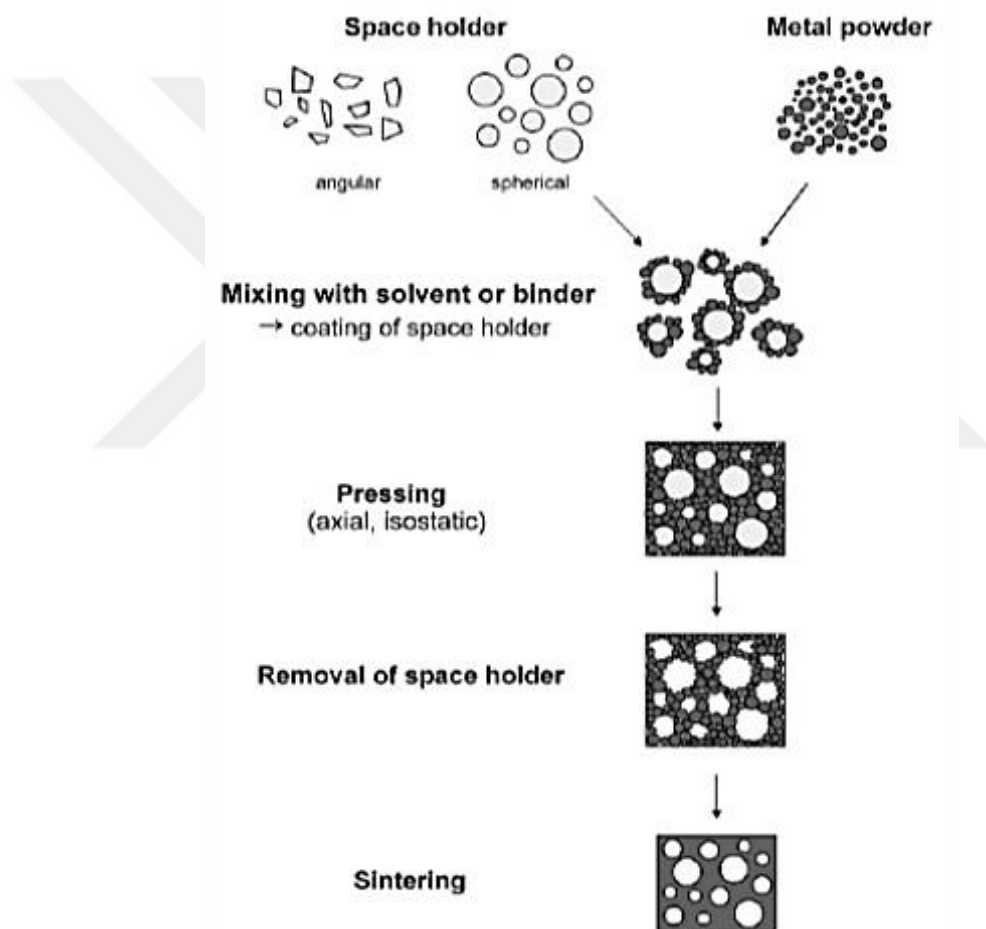 Space holder
Metal powder
angular
spherical
Mixing with solvent or binder
→ coating of space holder
Pressing
(axial, isostatic)
Removal of space holder
Sintering